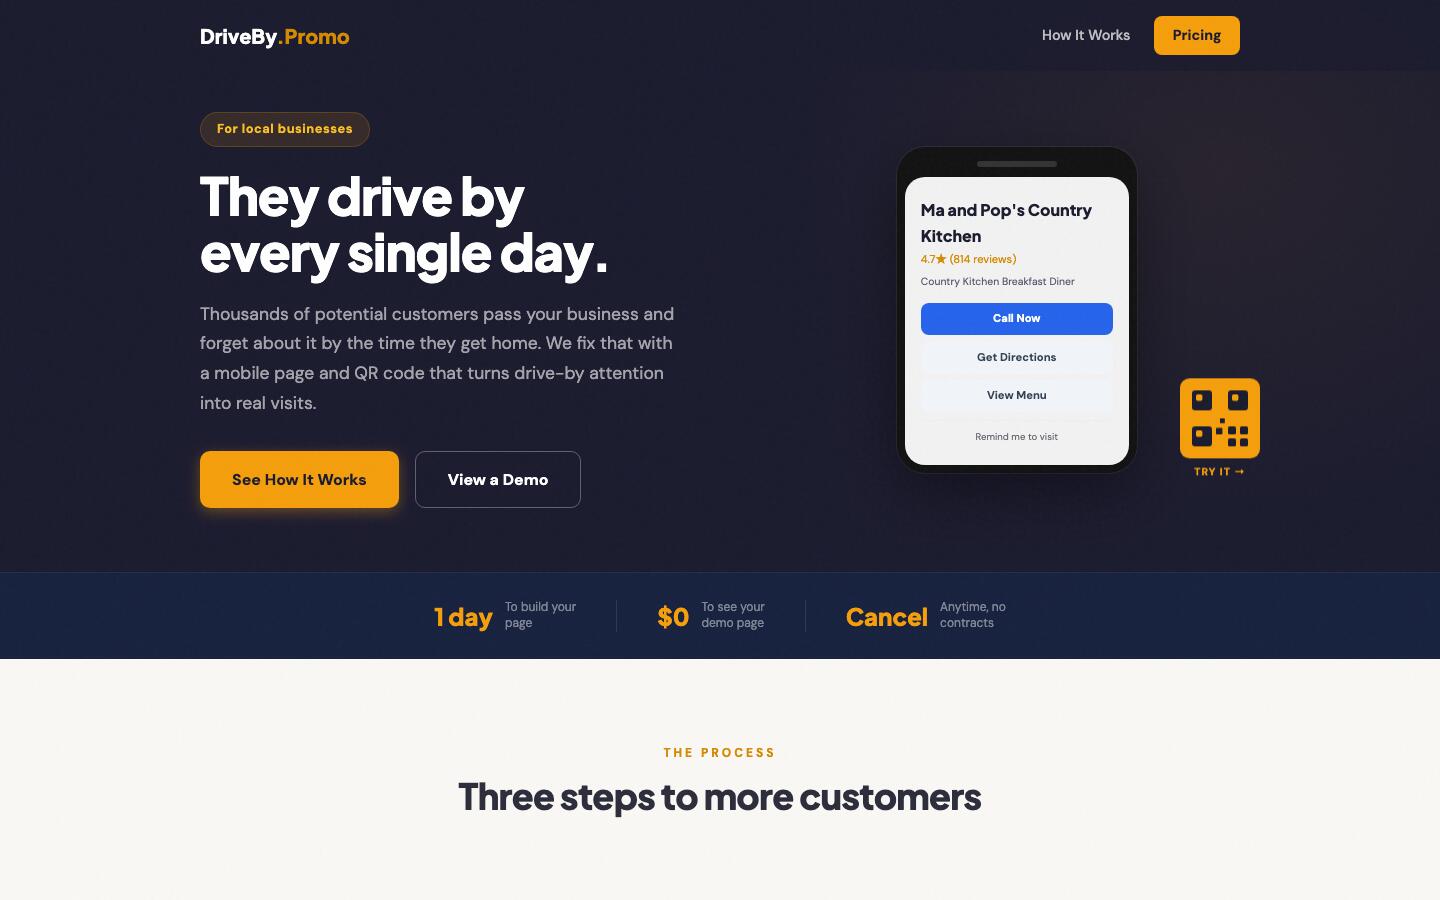 DriveBy.Promo
How It Works
Pricing
For local businesses
They drive by
every single day.
Thousands of potential customers pass your business and
forget about it by the time they get home. We fix that with
a mobile page and QR code that turns drive-by attention
into real visits.
See How It Works
View a Demo
Ma and Pop's Country
Kitchen
4.7★ (814 reviews)
Country Kitchen Breakfast Diner
Call Now
Get Directions
View Menu
Remind me to visit
TRY IT →
1 day
To build your
page
$0
To see your
demo page
Cancel
Anytime, no
contracts
THE PROCESS
Three steps to more customers